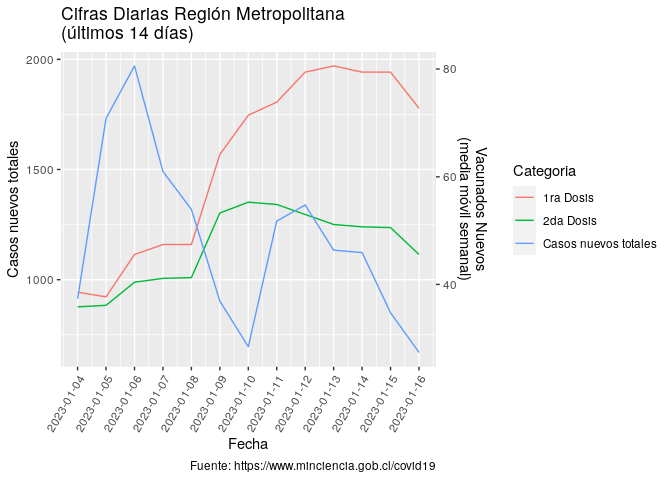 Cifras Diarias Región Metropolitana
(últimos 14 días)
Casos nuevos totales
2000
1500
1000
80
60
40
Vacunados Nuevos
(media móvil semanal)
2023-01-04
2023-01-05
2023-01-06
2023-01-07
2023-01-08
2023-01-09
2023-01-10
2023-01-11
2023-01-12
2023-01-13
2023-01-14
2023-01-15
2023-01-16
Fecha
Categoria
1ra Dosis
2da Dosis
Casos nuevos totales
Fuente: https://www.minciencia.gob.cl/covid19